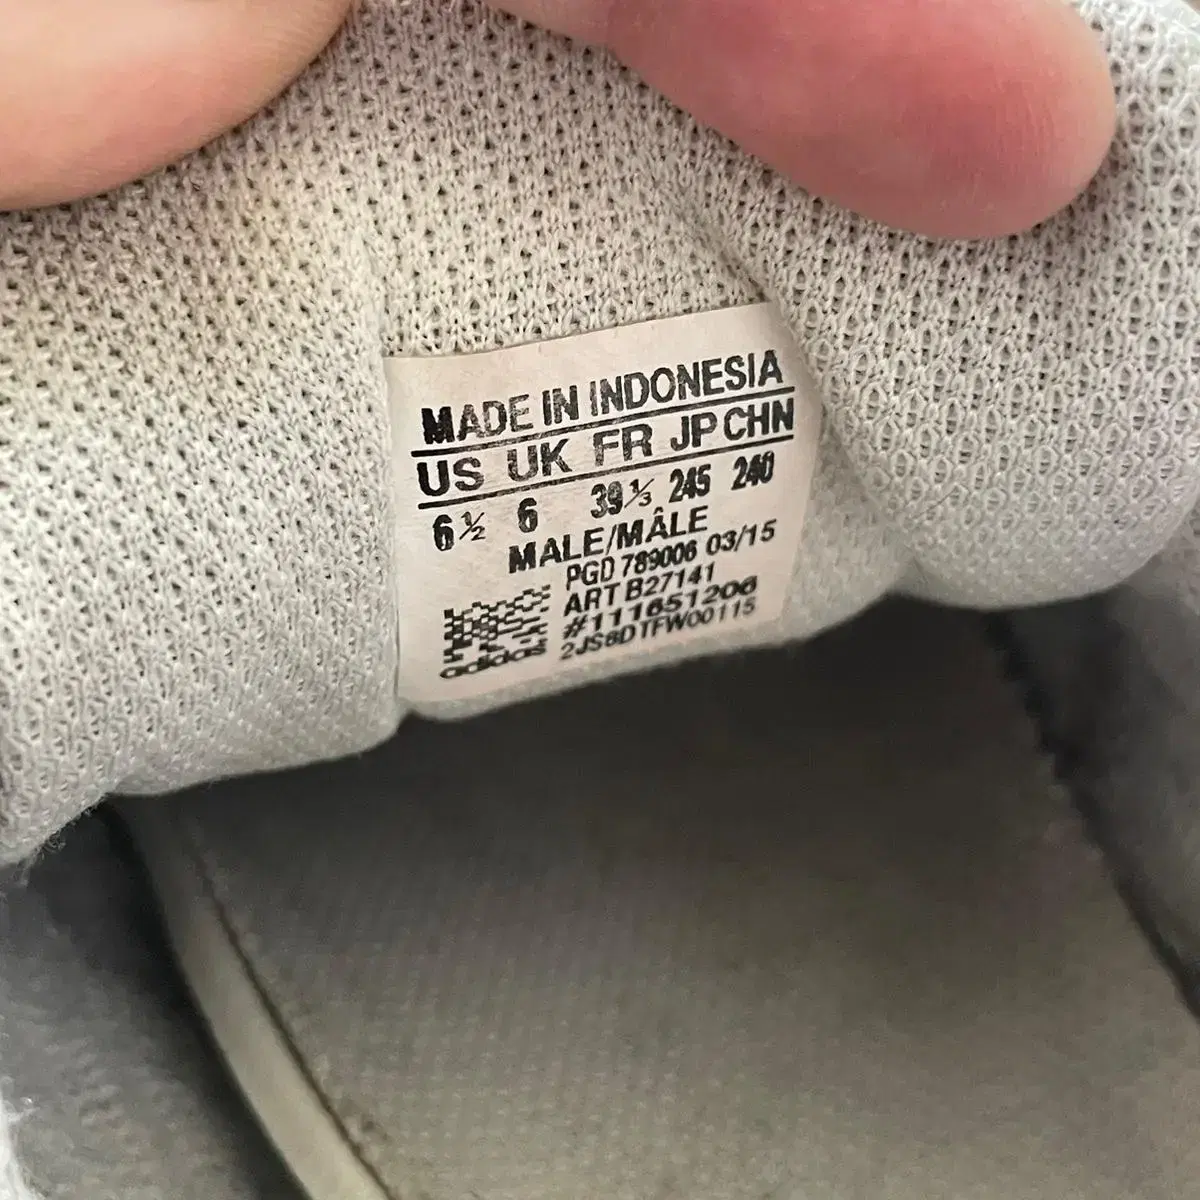 MADE IN INDONESIA
US UK FR JP CHN
6½ 6 39⅓ 245 240
MALE/MÂLE
PGD 789006 03/15
ART B27141
#111651206
2JS6DTFW00115
adidas